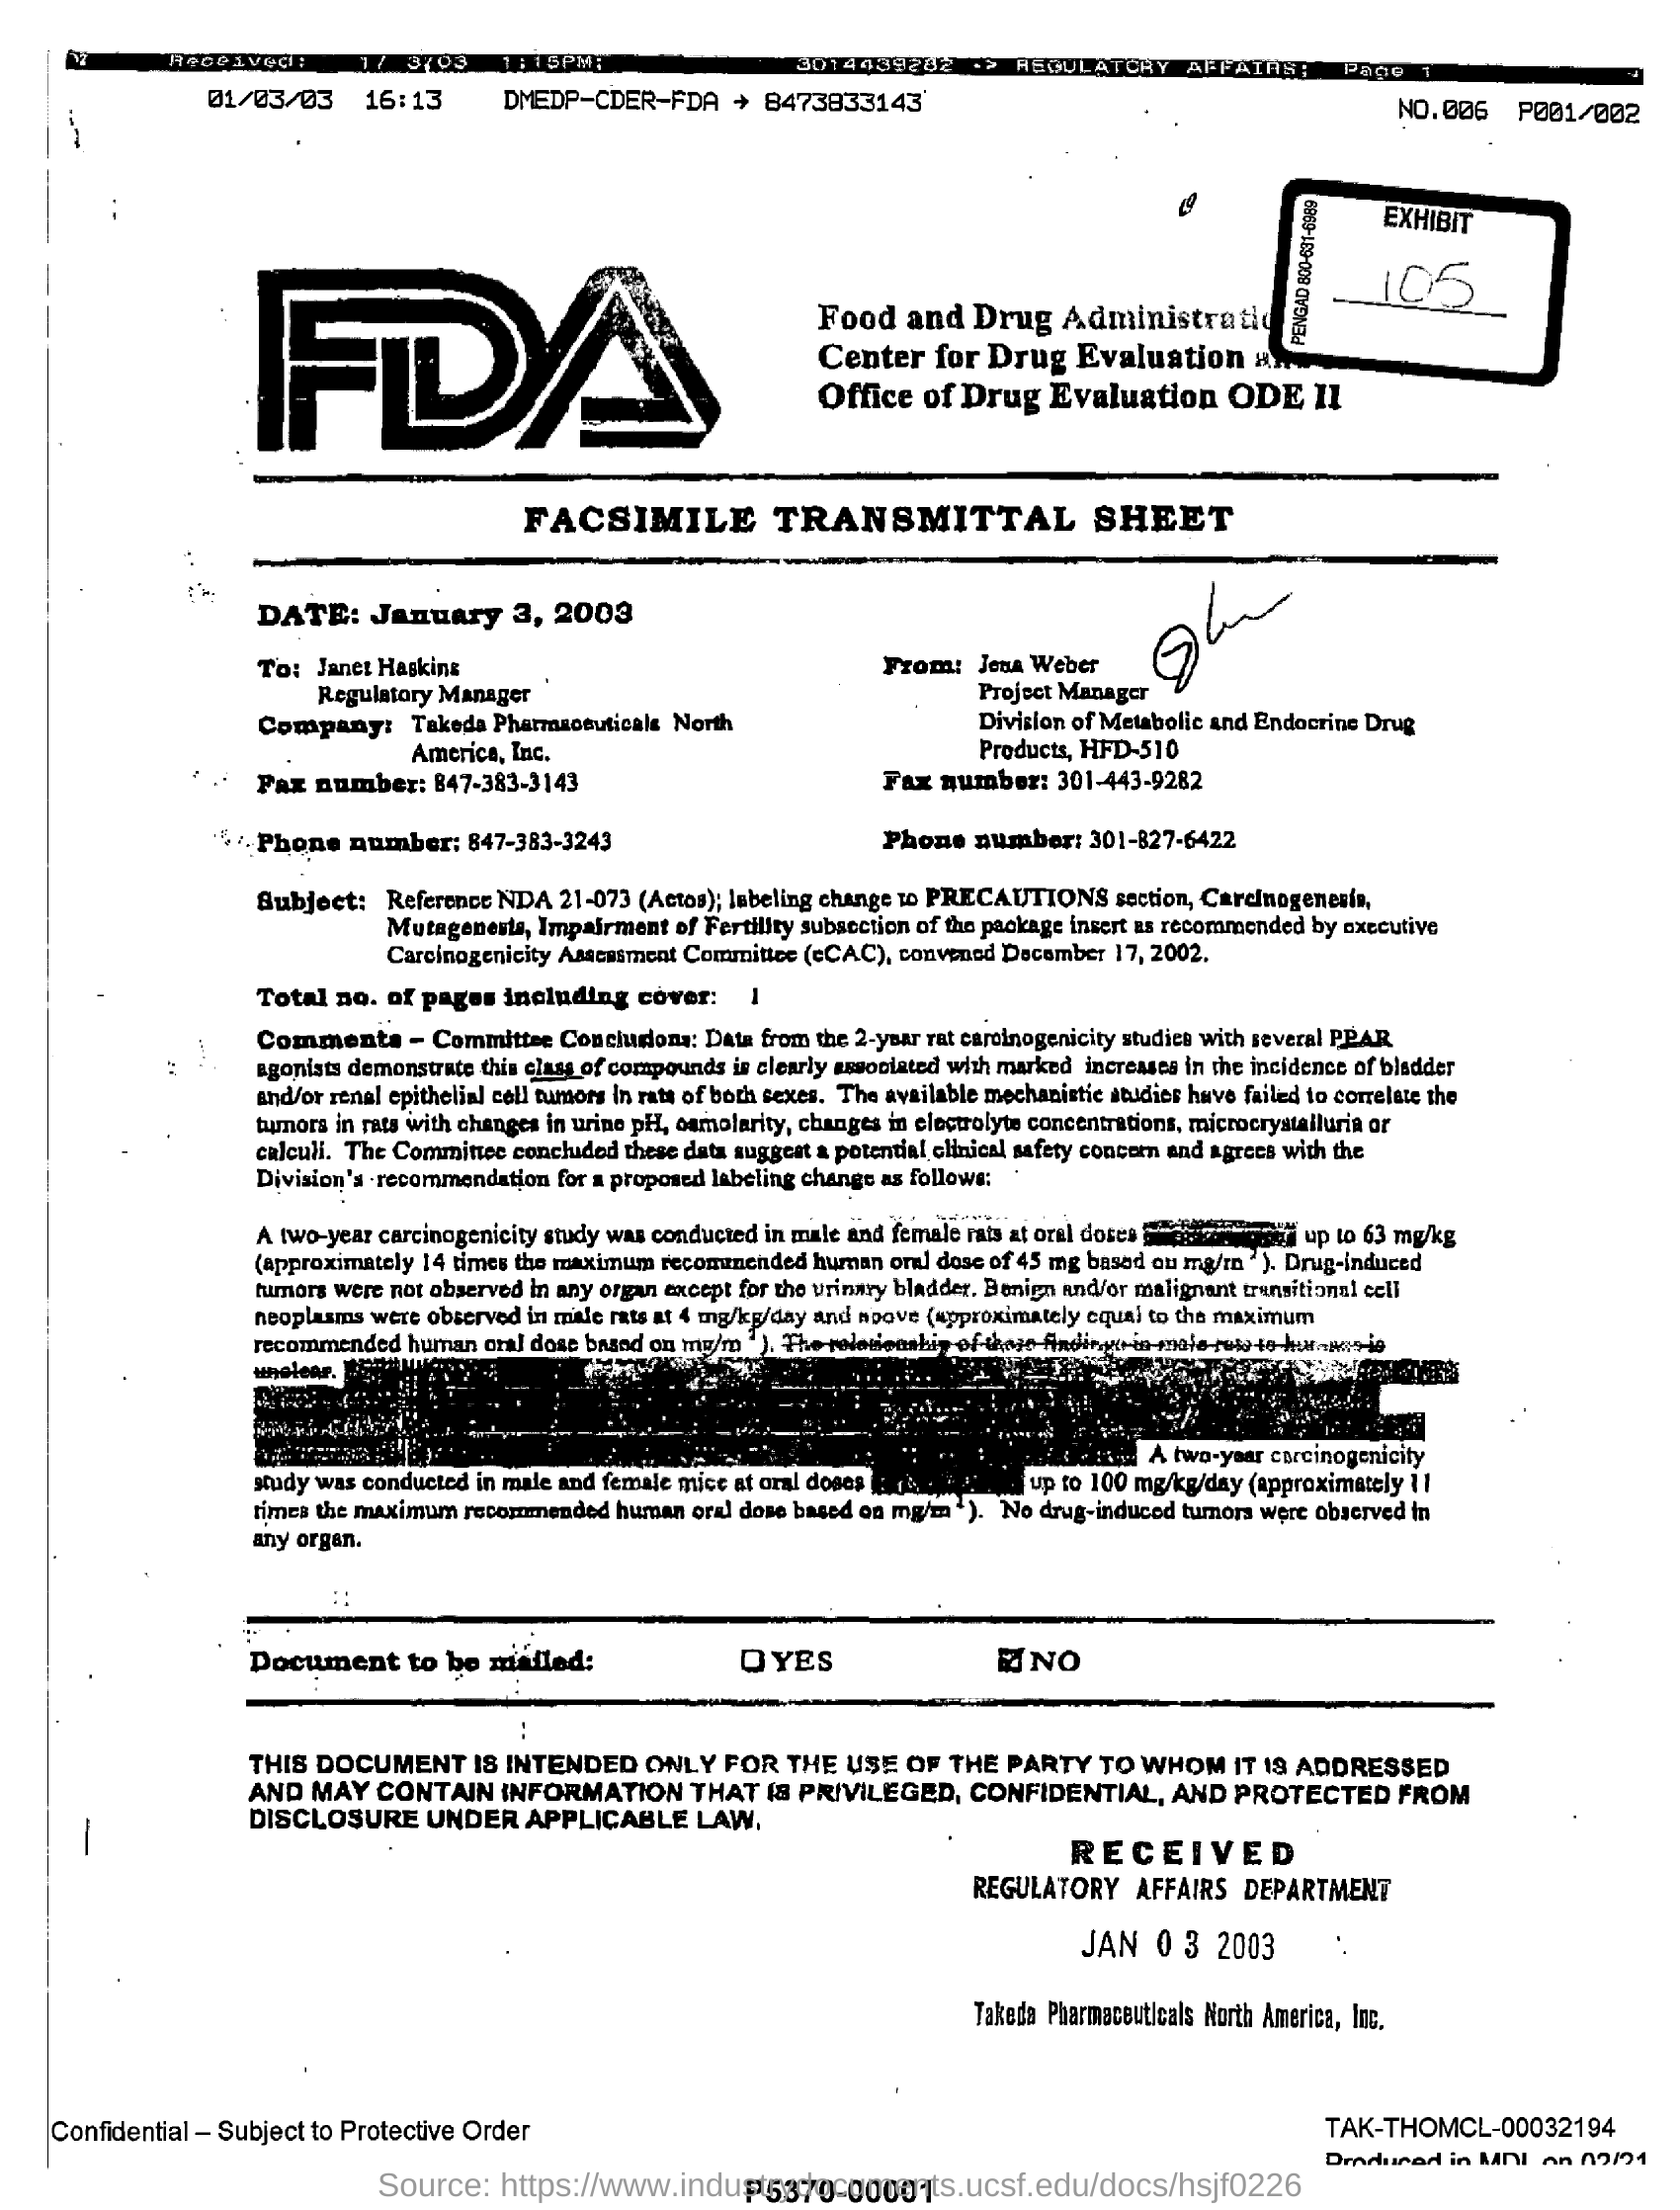 Received: 1/ 3/03 1:15PM; 3014439282 -> REGULATORY AFFAIRS; Page 1
01/03/03 16:13 DMEDP-CDER-FDA → 8473833143 NO.006 P001/002
PENGAD 800-631-6989
EXHIBIT
105
FDA
Food and Drug Administratio
Center for Drug Evaluation
Office of Drug Evaluation ODE II
FACSIMILE TRANSMITTAL SHEET
DATE: January 3, 2003
To: Janet Haskins From: Jena Weber
Regulatory Manager Project Manager
Company: Takeda Pharmaceuticals North Division of Metabolic and Endocrine Drug
America, Inc. Products, HFD-510
Fax number: 847-383-3143 Fax number: 301-443-9282
Phone number: 847-383-3243 Phone number: 301-827-6422
Subject: Reference NDA 21-073 (Actos); labeling change to PRECAUTIONS section, Carcinogenesis,
Mutagenesis, Impairment of Fertility subsection of the package insert as recommended by executive
Carcinogenicity Assessment Committee (eCAC), convened December 17, 2002.
Total no. of pages including cover: 1
Comments – Committee Conclusions: Data from the 2-year rat carcinogenicity studies with several PPAR
agonists demonstrate this class of compounds is clearly associated with marked increases in the incidence of bladder
and/or renal epithelial cell tumors in rats of both sexes. The available mechanistic studies have failed to correlate the
tumors in rats with changes in urine pH, osmolarity, changes in electrolyte concentrations, microcrystalluria or
calculi. The Committee concluded these data suggest a potential clinical safety concern and agrees with the
Division's recommendation for a proposed labeling change as follows:
A two-year carcinogenicity study was conducted in male and female rats at oral doses up to 63 mg/kg
(approximately 14 times the maximum recommended human oral dose of 45 mg based on mg/m²). Drug-induced
tumors were not observed in any organ except for the urinary bladder. Benign and/or malignant transitional cell
neoplasms were observed in male rats at 4 mg/kg/day and above (approximately equal to the maximum
recommended human oral dose based on mg/m²). The relationship of these findings in male rats to humans is
unclear.
A two-year carcinogenicity
study was conducted in male and female mice at oral doses up to 100 mg/kg/day (approximately 11
times the maximum recommended human oral dose based on mg/m²). No drug-induced tumors were observed in
any organ.
Document to be mailed: ☐ YES ☑ NO
THIS DOCUMENT IS INTENDED ONLY FOR THE USE OF THE PARTY TO WHOM IT IS ADDRESSED
AND MAY CONTAIN INFORMATION THAT IS PRIVILEGED, CONFIDENTIAL, AND PROTECTED FROM
DISCLOSURE UNDER APPLICABLE LAW.
RECEIVED
REGULATORY AFFAIRS DEPARTMENT
JAN 03 2003
Takeda Pharmaceuticals North America, Inc.
Confidential – Subject to Protective Order TAK-THOMCL-00032194
Produced in MDL on 02/21
P5370-00001
Source: https://www.industrydocuments.ucsf.edu/docs/hsjf0226